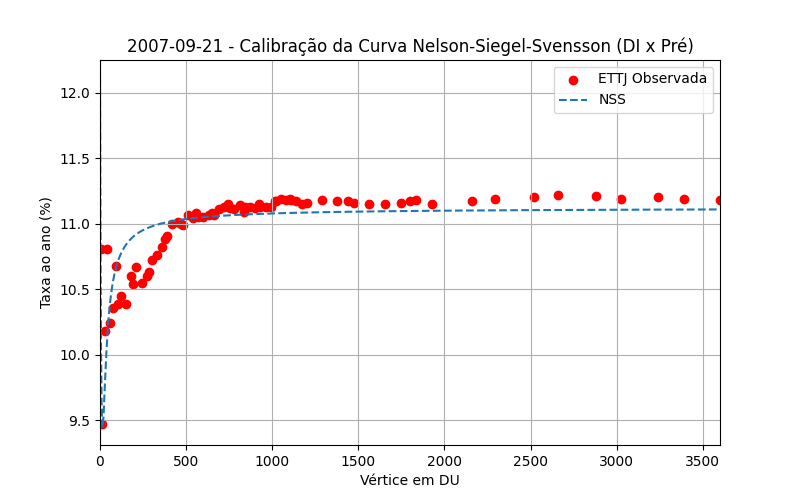 2007-09-21 - Calibração da Curva Nelson-Siegel-Svensson (DI x Pré)
ETTJ Observada
NSS
Taxa ao ano (%)
12.0
11.5
11.0
10.5
10.0
9.5
0 500 1000 1500 2000 2500 3000 3500
Vértice em DU